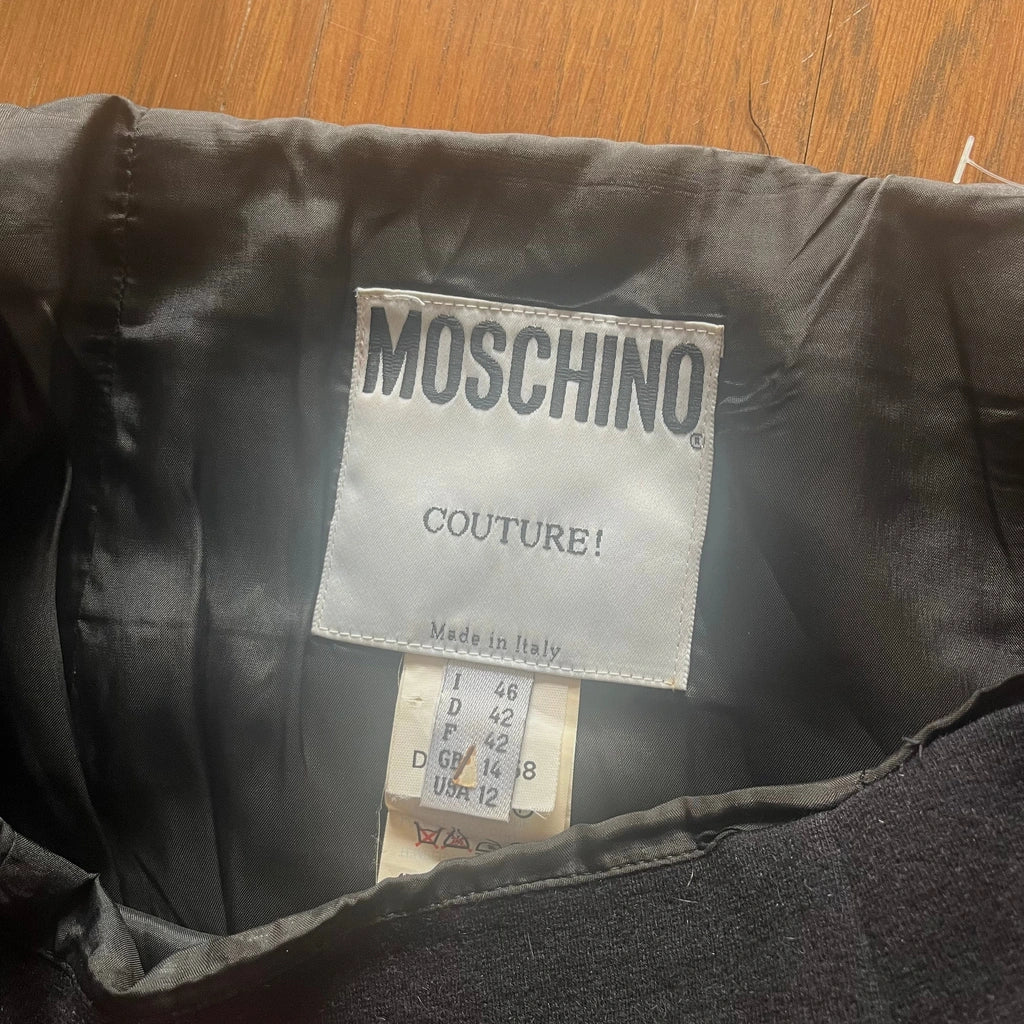 MOSCHINO®
COUTURE!
Made in Italy
I 46
D 42
F 42
GB 14
USA 12